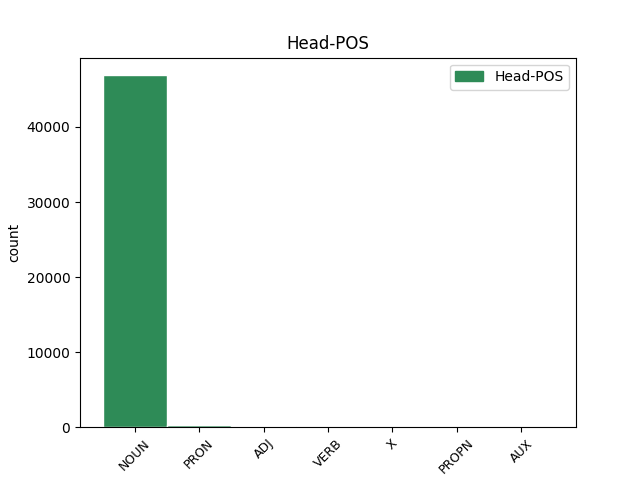 Head-POS
Head-POS
count
40000
30000
20000
10000
0
NOUN
PRON
ADJ
VERB
X
PROPN
AUX